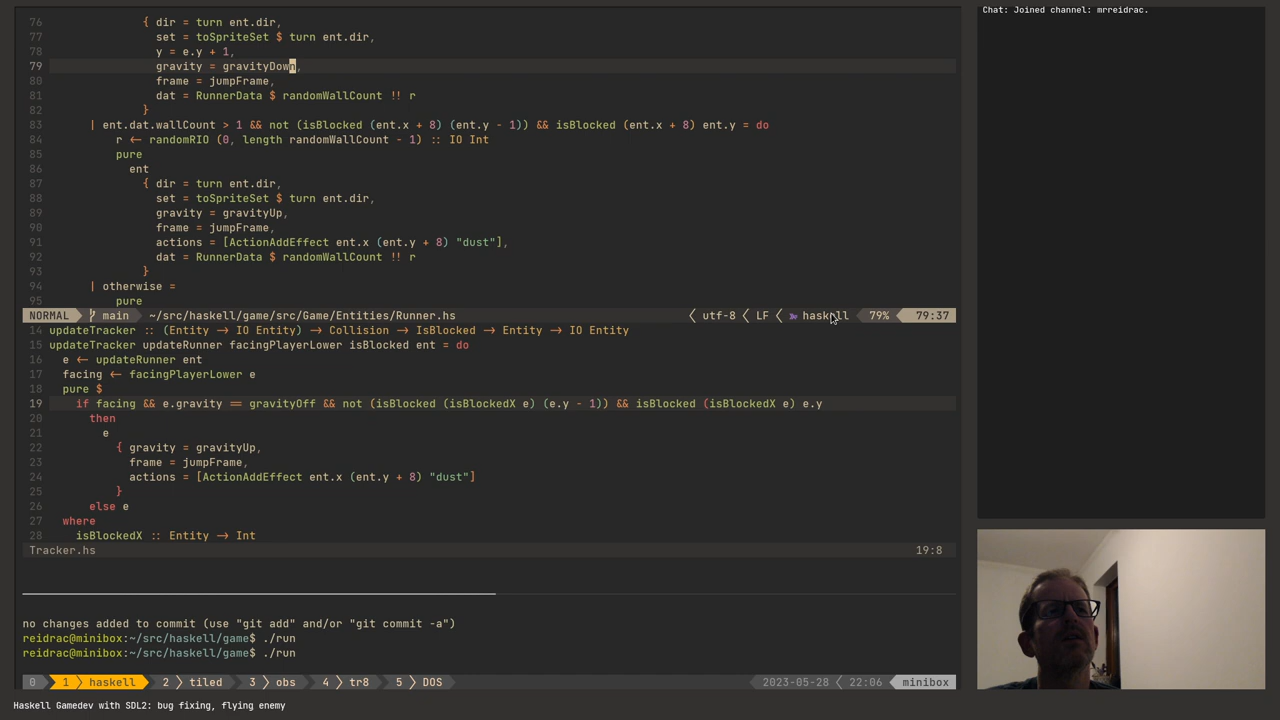 76 { dir = turn ent.dir,
77 set = toSpriteSet $ turn ent.dir,
78 y = e.y + 1,
79 gravity = gravityDown,
80 frame = jumpFrame,
81 dat = RunnerData $ randomWallCount !! r
82 }
83 | ent.dat.wallCount > 1 && not (isBlocked (ent.x + 8) (ent.y - 1)) && isBlocked (ent.x + 8) ent.y = do
84 r ← randomRIO (0, length randomWallCount - 1) :: IO Int
85 pure
86 ent
87 { dir = turn ent.dir,
88 set = toSpriteSet $ turn ent.dir,
89 gravity = gravityUp,
90 frame = jumpFrame,
91 actions = [ActionAddEffect ent.x (ent.y + 8) "dust"],
92 dat = RunnerData $ randomWallCount !! r
93 }
94 | otherwise =
95 pure
NORMAL main ~/src/haskell/game/src/Game/Entities/Runner.hs utf-8 LF haskell 79% 79:37
14 updateTracker :: (Entity → IO Entity) → Collision → IsBlocked → Entity → IO Entity
15 updateTracker updateRunner facingPlayerLower isBlocked ent = do
16 e ← updateRunner ent
17 facing ← facingPlayerLower e
18 pure $
19 if facing && e.gravity == gravityOff && not (isBlocked (isBlockedX e) (e.y - 1)) && isBlocked (isBlockedX e) e.y
20 then
21 e
22 { gravity = gravityUp,
23 frame = jumpFrame,
24 actions = [ActionAddEffect ent.x (ent.y + 8) "dust"]
25 }
26 else e
27 where
28 isBlockedX :: Entity → Int
Tracker.hs 19:8
no changes added to commit (use "git add" and/or "git commit -a")
reidrac@minibox:~/src/haskell/game$ ./run
reidrac@minibox:~/src/haskell/game$ ./run
0 1 haskell 2 tiled 3 obs 4 tr8 5 DOS 2023-05-28 22:06 minibox
Haskell Gamedev with SDL2: bug fixing, flying enemy
Chat: Joined channel: mrreidrac.